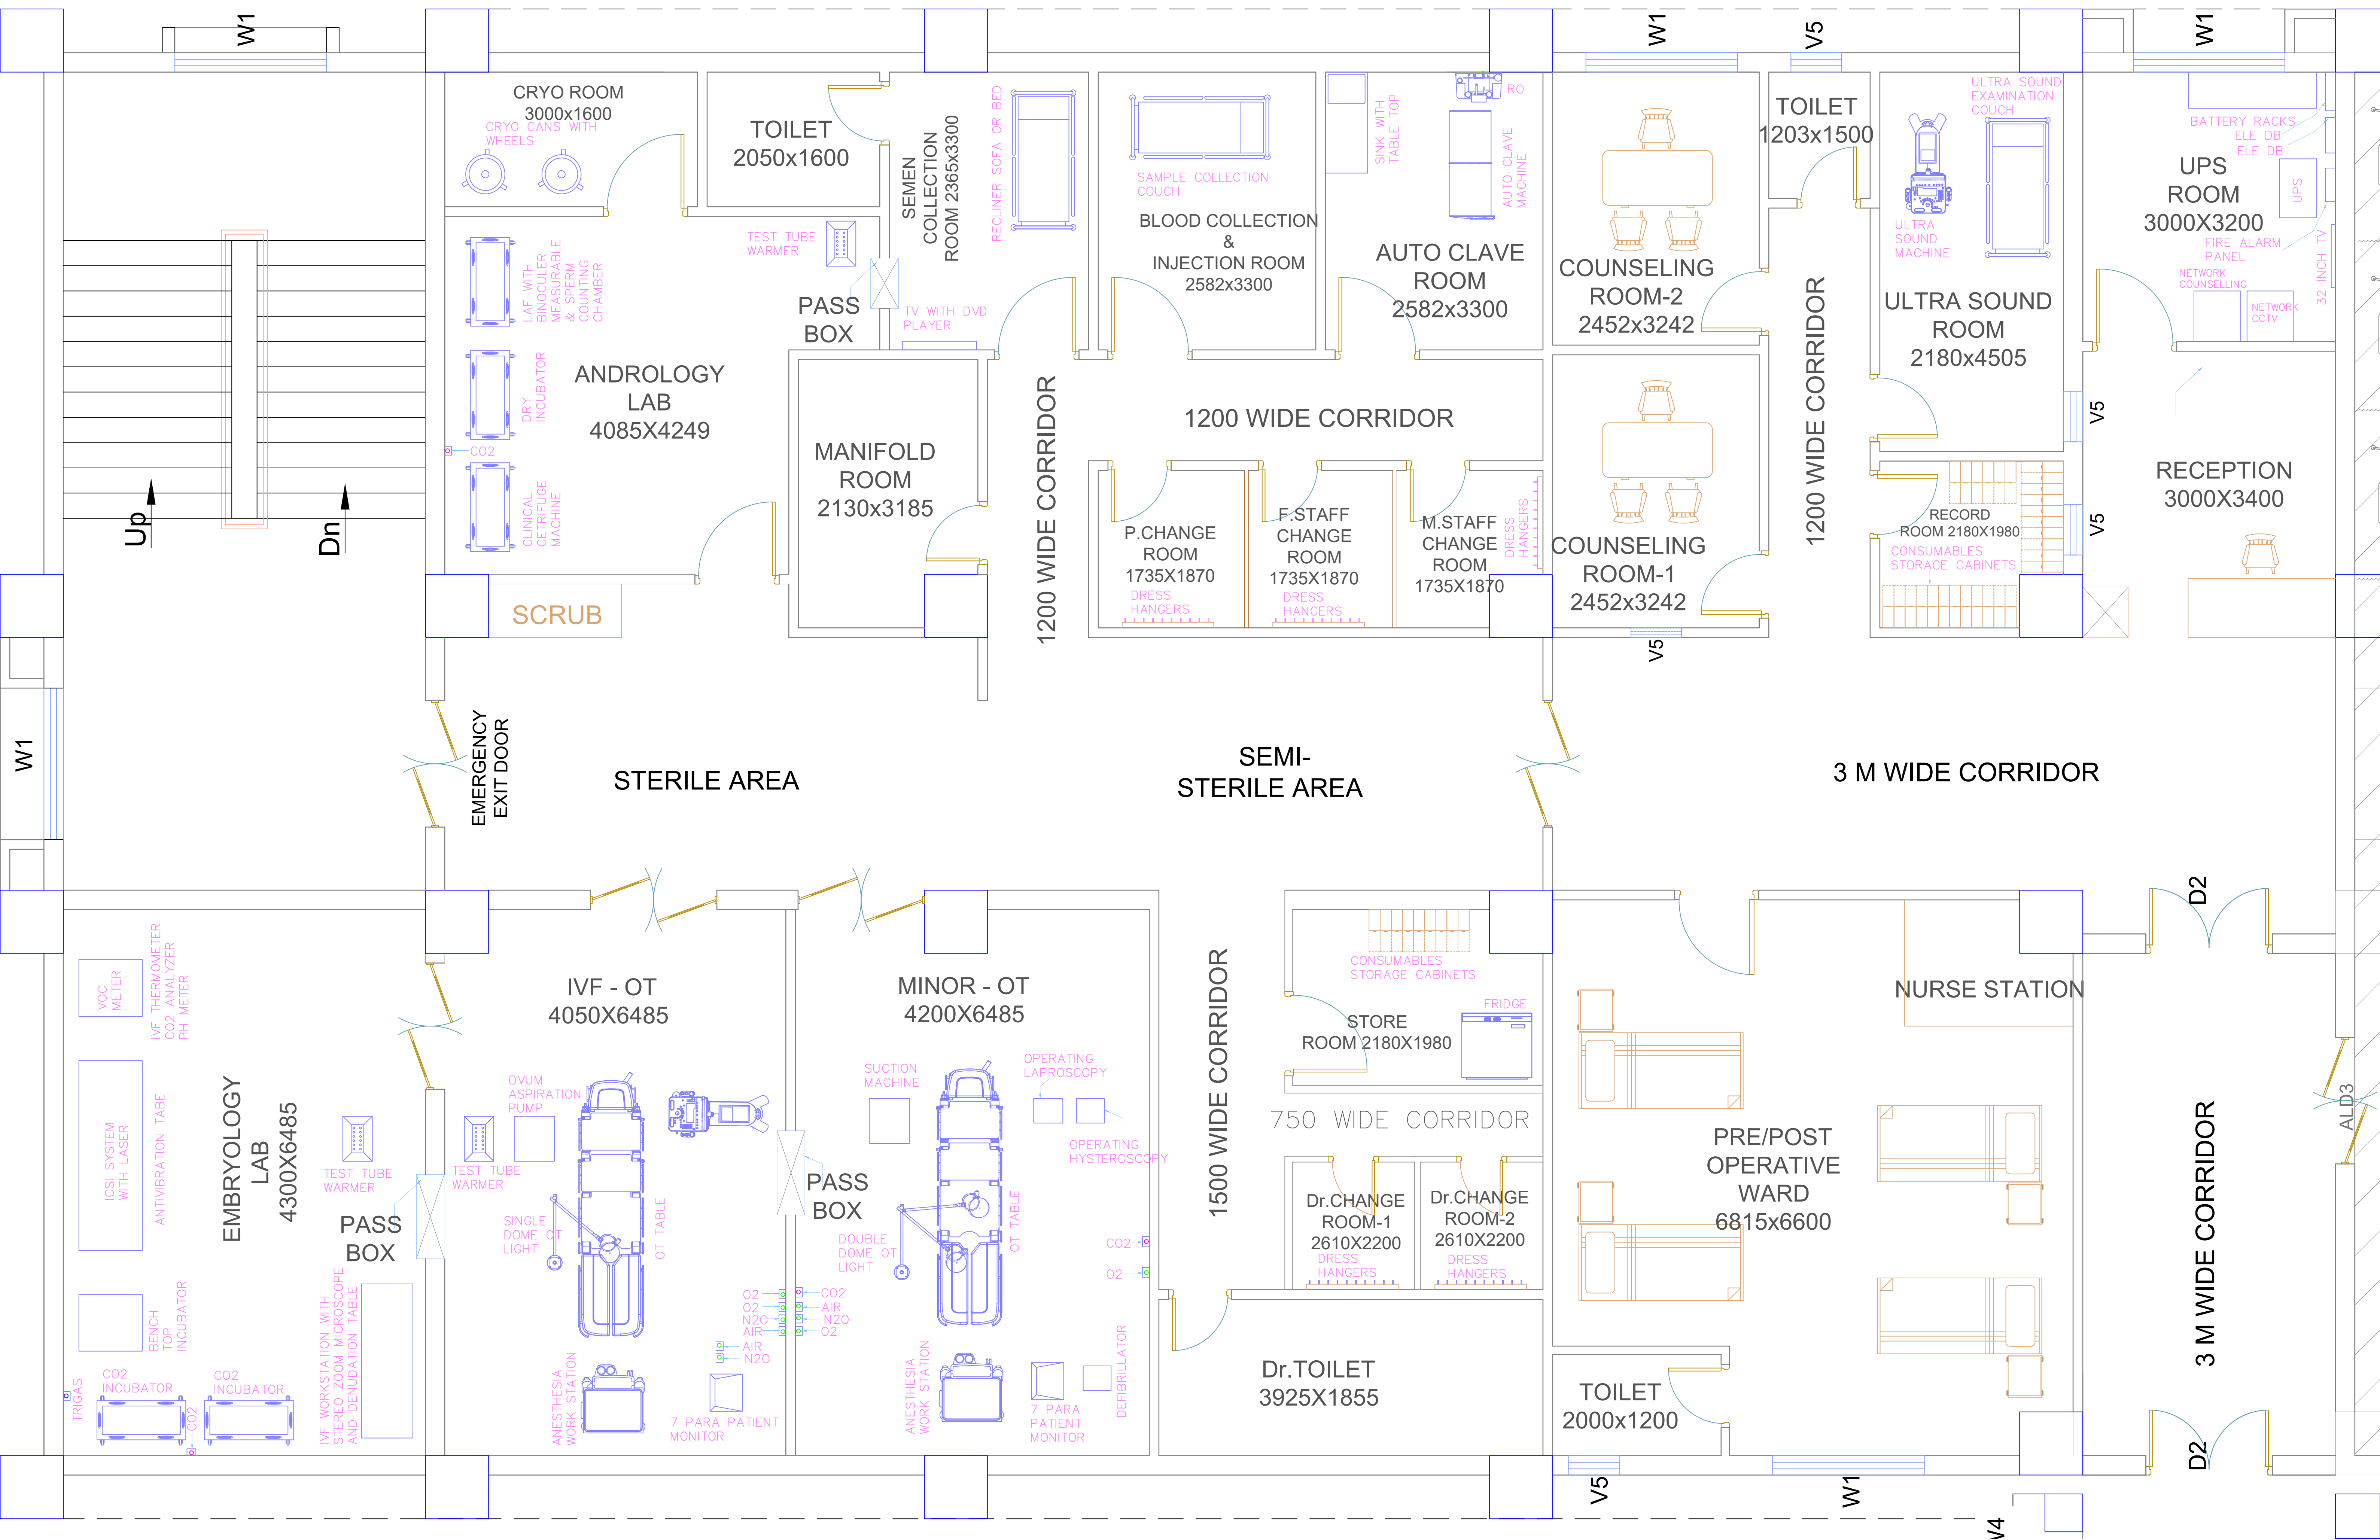 W1
CRYO ROOM
3000x1600
CRYO CANS WITH
WHEELS
TOILET
2050x1600
SEMEN
COLLECTION
ROOM 2365x3300
RECLINER SOFA OR BED
TEST TUBE
WARMER
PASS
BOX
TV WITH DVD
PLAYER
LAF WITH
BINOCULER
MEASURABLE
& SPERM
COUNTING
CHAMBER
DRY
INCUBATOR
CO2
CLINICAL
CETRIFUGE
MACHINE
ANDROLOGY
LAB
4085X4249
MANIFOLD
ROOM
2130x3185
SCRUB
Up
Dn
SAMPLE COLLECTION
COUCH
BLOOD COLLECTION
&
INJECTION ROOM
2582x3300
SINK WITH
TABLE TOP
RO
AUTO CLAVE
MACHINE
AUTO CLAVE
ROOM
2582x3300
1200 WIDE CORRIDOR
1200 WIDE CORRIDOR
P.CHANGE
ROOM
1735X1870
DRESS
HANGERS
F.STAFF
CHANGE
ROOM
1735X1870
DRESS
HANGERS
M.STAFF
CHANGE
ROOM
1735X1870
DRESS
HANGERS
W1
V5
COUNSELING
ROOM-2
2452x3242
COUNSELING
ROOM-1
2452x3242
V5
TOILET
1203x1500
1200 WIDE CORRIDOR
ULTRA SOUND
EXAMINATION
COUCH
ULTRA
SOUND
MACHINE
ULTRA SOUND
ROOM
2180x4505
V5
V5
RECORD
ROOM 2180X1980
CONSUMABLES
STORAGE CABINETS
W1
BATTERY RACKS
ELE DB
ELE DB
UPS
ROOM
3000X3200
UPS
FIRE ALARM
PANEL
NETWORK
COUNSELLING
NETWORK
CCTV
32 INCH TV
RECEPTION
3000X3400
W1
EMERGENCY
EXIT DOOR
STERILE AREA
SEMI-
STERILE AREA
3 M WIDE CORRIDOR
VOC
METER
IVF THERMOMETER
CO2 ANALYZER
PH METER
ICSI SYSTEM
WITH LASER
ANTIVIBRATION TABE
EMBRYOLOGY
LAB
4300X6485
TEST TUBE
WARMER
PASS
BOX
BENCH
TOP
INCUBATOR
TRIGAS
CO2
INCUBATOR
CO2
CO2
INCUBATOR
IVF WORKSTATION WITH
STEREO ZOOM MICROSCOPE
AND DENUDATION TABLE
IVF - OT
4050X6485
OVUM
ASPIRATION
PUMP
TEST TUBE
WARMER
SINGLE
DOME OT
LIGHT
OT TABLE
O2
O2
N2O
AIR
AIR
N2O
ANESTHESIA
WORK STATION
7 PARA PATIENT
MONITOR
PASS
BOX
MINOR - OT
4200X6485
SUCTION
MACHINE
OPERATING
LAPROSCOPY
OPERATING
HYSTEROSCOPY
DOUBLE
DOME OT
LIGHT
OT TABLE
CO2
O2
CO2
AIR
N2O
O2
ANESTHESIA
WORK STATION
7 PARA
PATIENT
MONITOR
DEFIBRILLATOR
1500 WIDE CORRIDOR
CONSUMABLES
STORAGE CABINETS
FRIDGE
STORE
ROOM 2180X1980
750 WIDE CORRIDOR
Dr.CHANGE
ROOM-1
2610X2200
DRESS
HANGERS
Dr.CHANGE
ROOM-2
2610X2200
DRESS
HANGERS
Dr.TOILET
3925X1855
NURSE STATION
PRE/POST
OPERATIVE
WARD
6815x6600
TOILET
2000x1200
V5
W1
D2
3 M WIDE CORRIDOR
ALD3
D2